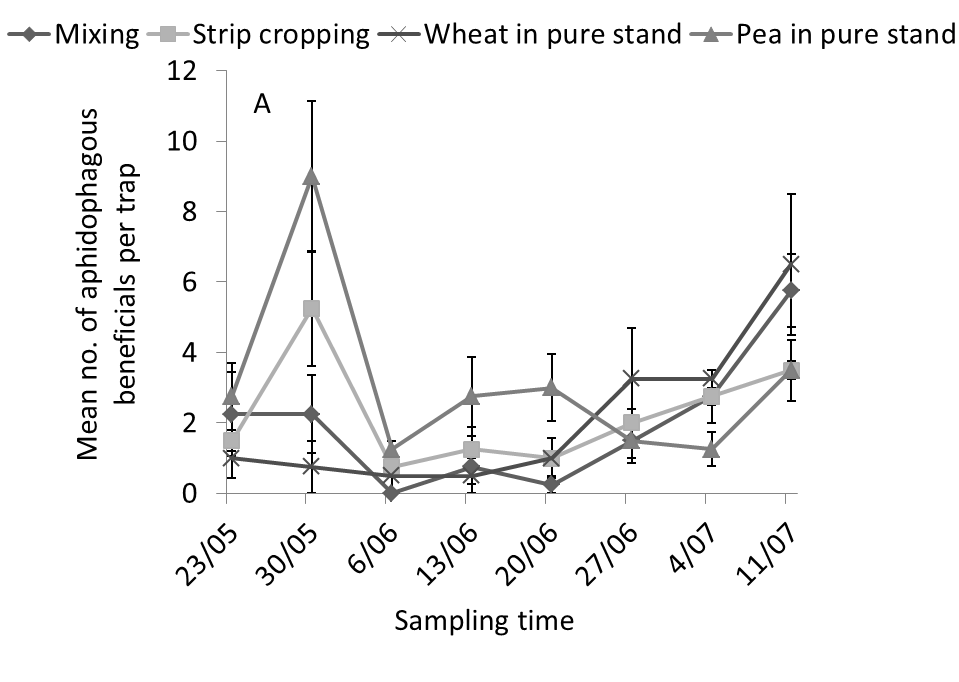 Mixing Strip cropping Wheat in pure stand Pea in pure stand
A
Mean no. of aphidophagous
beneficials per trap
12
10
8
6
4
2
0
23/05 30/05 6/06 13/06 20/06 27/06 4/07 11/07
Sampling time